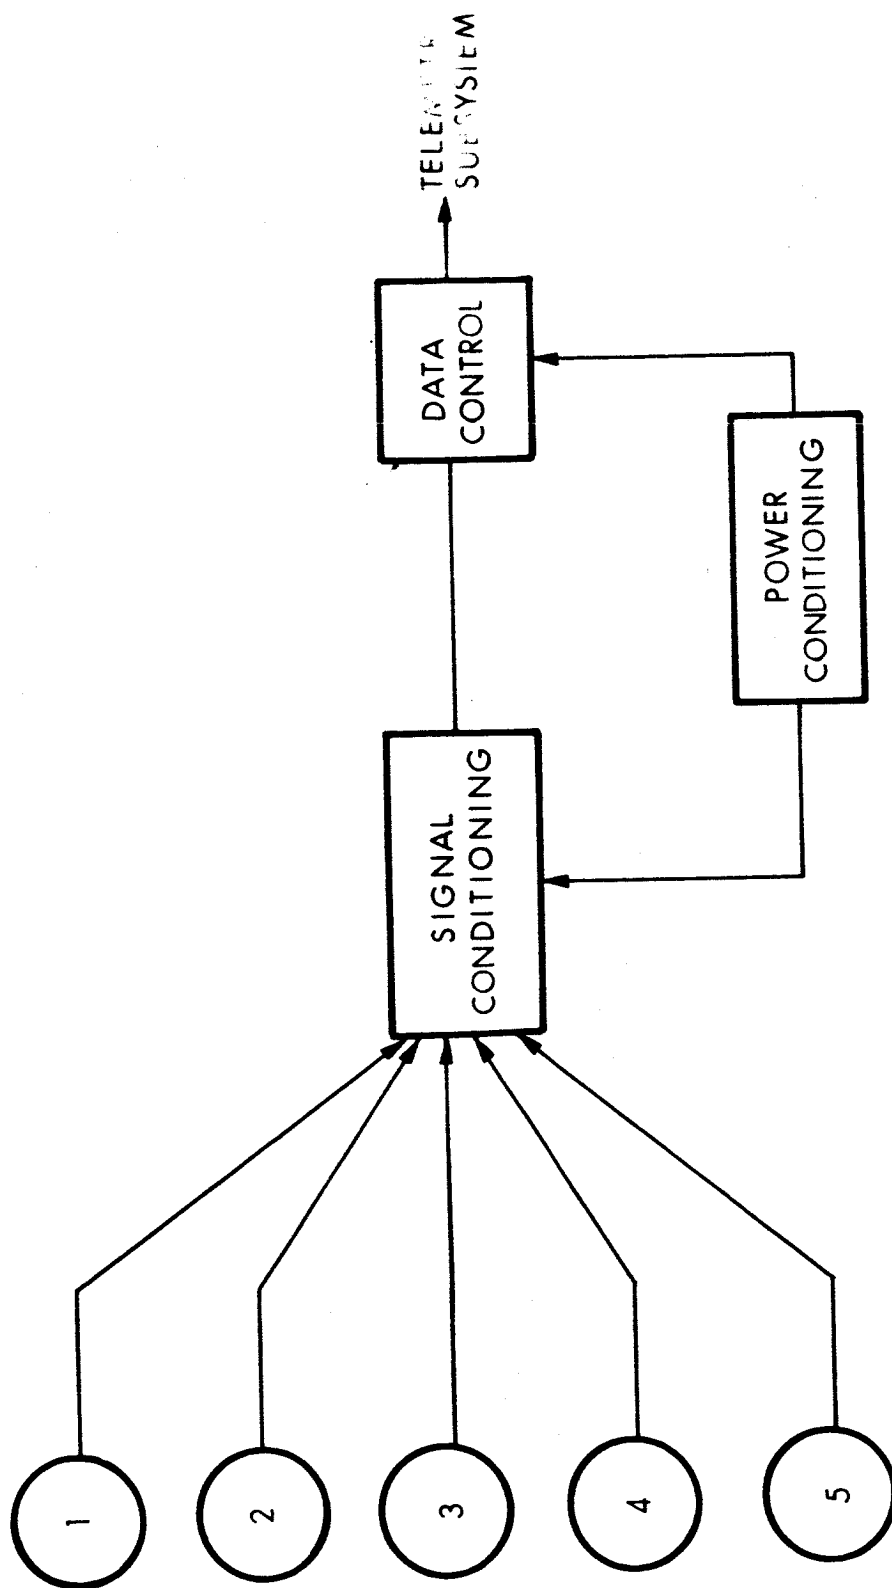 1
2
3
4
5
SIGNAL
CONDITIONING
DATA
CONTROL
POWER
CONDITIONING